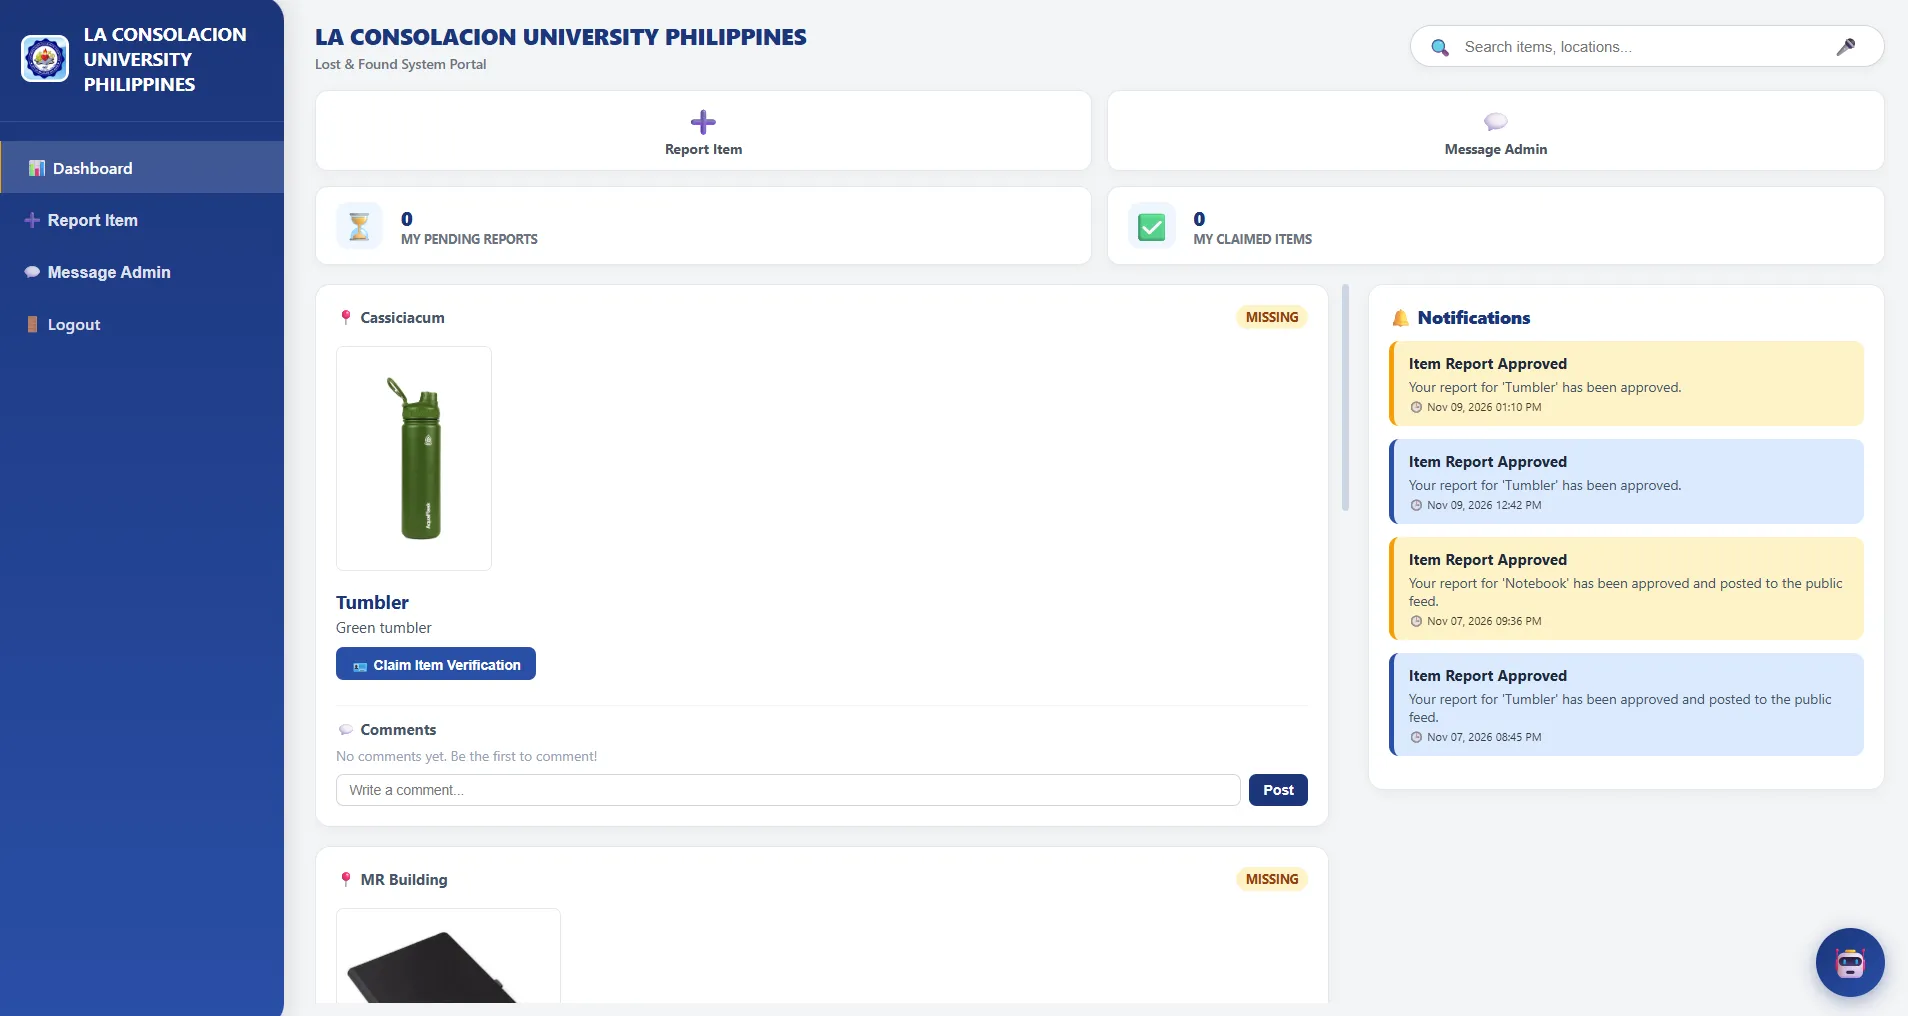 LA CONSOLACION
UNIVERSITY
PHILIPPINES
Dashboard
Report Item
Message Admin
Logout
LA CONSOLACION UNIVERSITY PHILIPPINES
Lost & Found System Portal
Search items, locations...
Report Item
Message Admin
0
MY PENDING REPORTS
0
MY CLAIMED ITEMS
Cassiciacum
MISSING
AquaFleek
Tumbler
Green tumbler
Claim Item Verification
Comments
No comments yet. Be the first to comment!
Write a comment...
Post
MR Building
MISSING
Notifications
Item Report Approved
Your report for 'Tumbler' has been approved.
Nov 09, 2026 01:10 PM
Item Report Approved
Your report for 'Tumbler' has been approved.
Nov 09, 2026 12:42 PM
Item Report Approved
Your report for 'Notebook' has been approved and posted to the public
feed.
Nov 07, 2026 09:36 PM
Item Report Approved
Your report for 'Tumbler' has been approved and posted to the public
feed.
Nov 07, 2026 08:45 PM